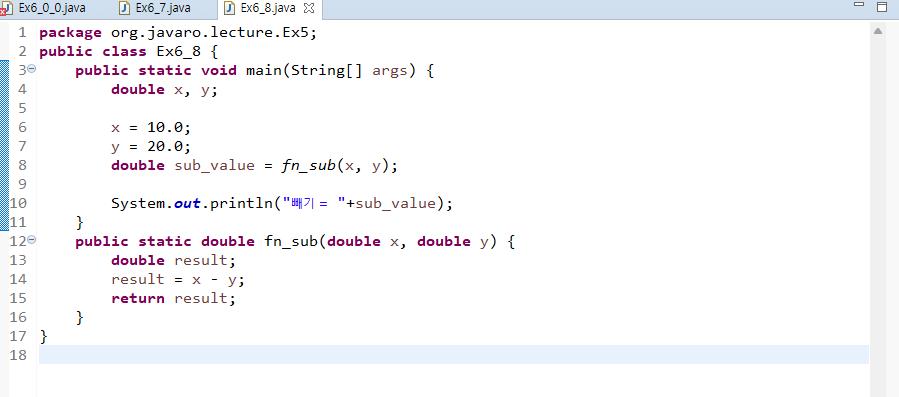 Ex6_0_0.java Ex6_7.java Ex6_8.java
1 package org.javaro.lecture.Ex5;
2 public class Ex6_8 {
3 public static void main(String[] args) {
4 double x, y;
5
6 x = 10.0;
7 y = 20.0;
8 double sub_value = fn_sub(x, y);
9
10 System.out.println("빼기 = "+sub_value);
11 }
12 public static double fn_sub(double x, double y) {
13 double result;
14 result = x - y;
15 return result;
16 }
17 }
18